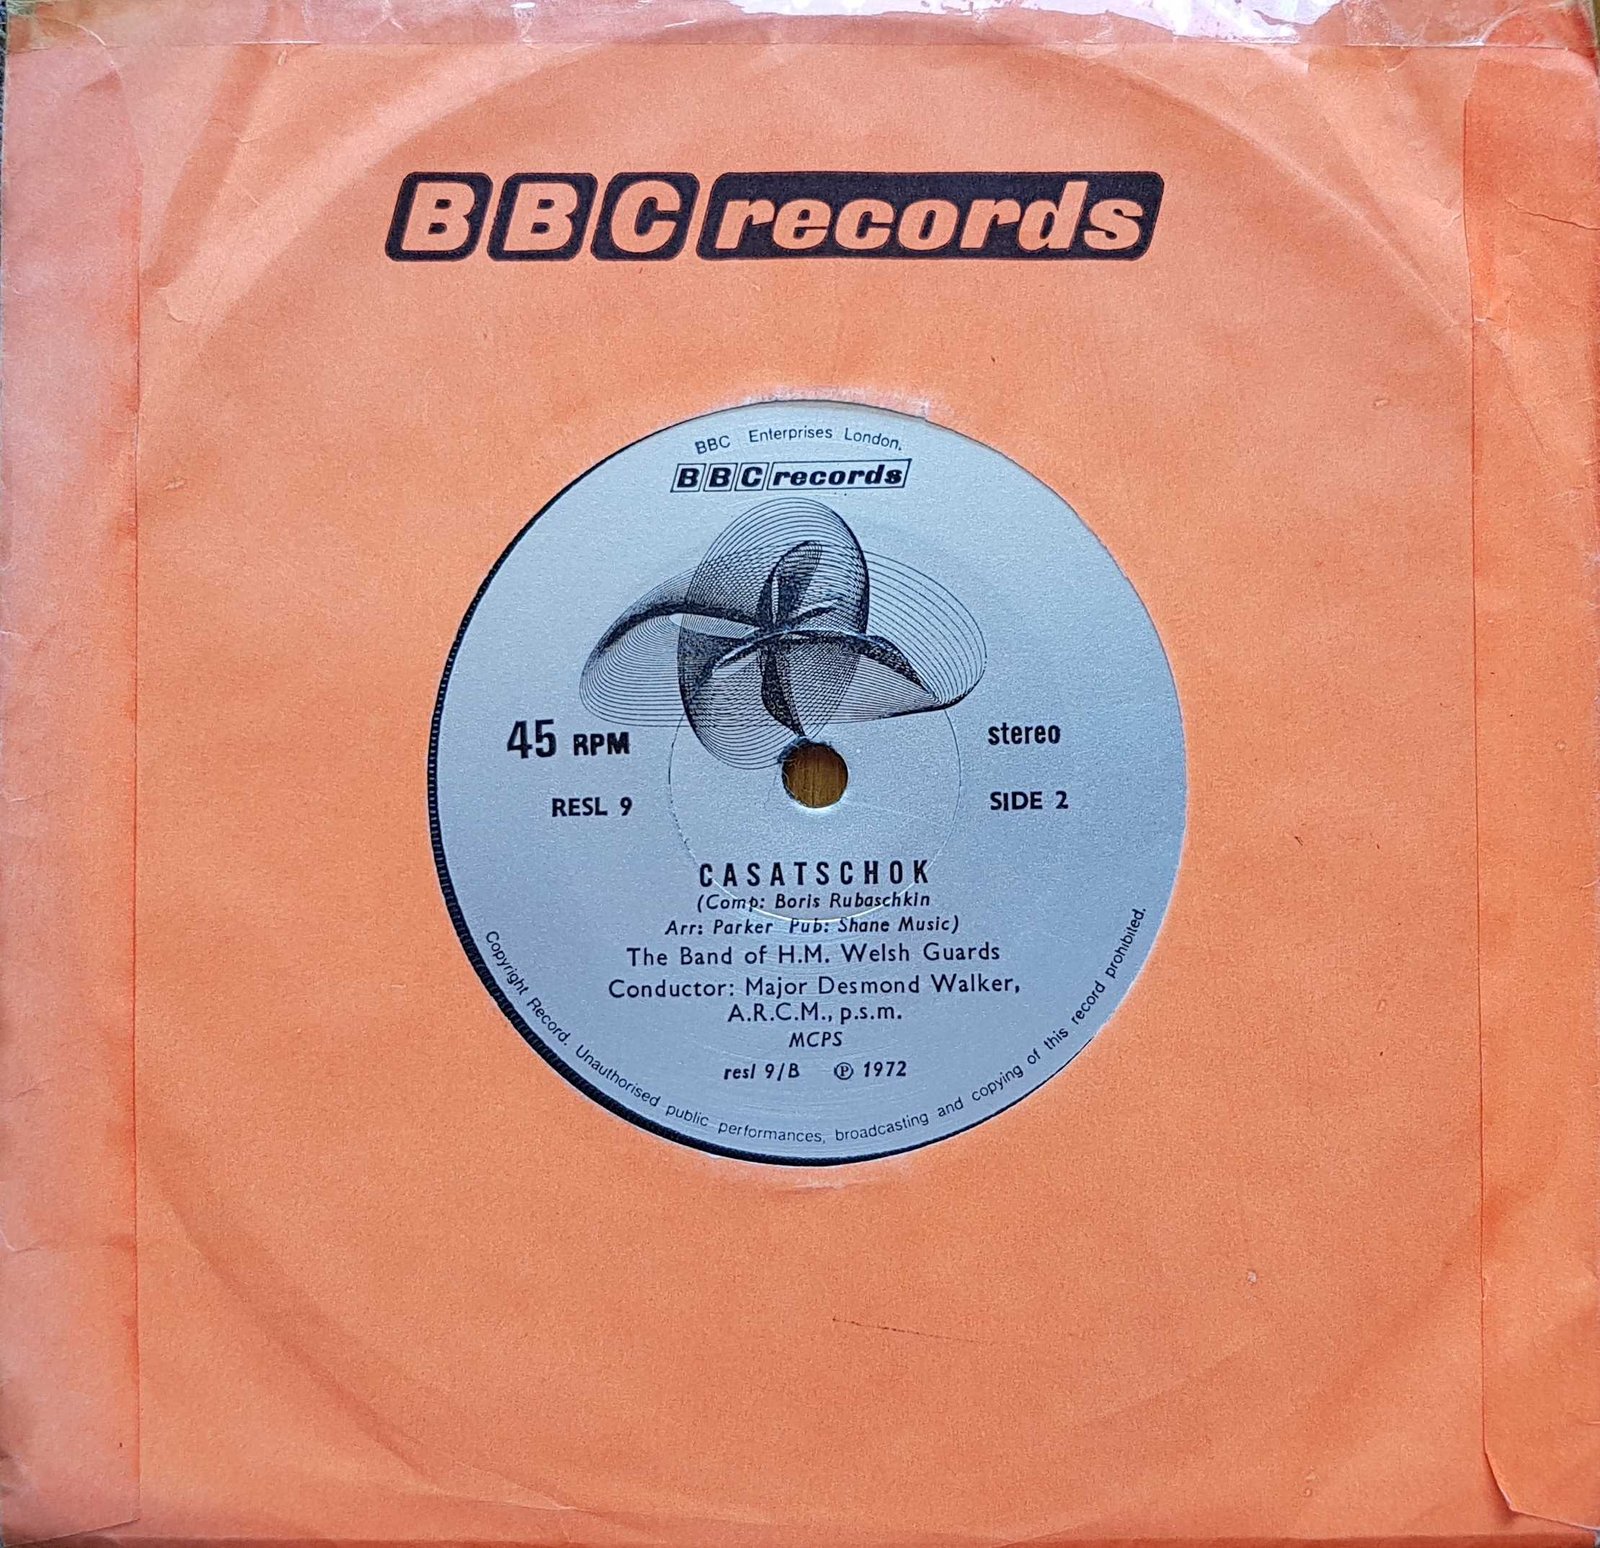 BBC records
BBC Enterprises London.
BBC records
45 RPM
stereo
RESL 9
SIDE 2
CASATSCHOK
(Comp: Boris Rubaschkin
Arr: Parker Pub: Shane Music)
The Band of H.M. Welsh Guards
Conductor: Major Desmond Walker,
A.R.C.M., p.s.m.
MCPS
resl 9/B ℗ 1972
Copyright Record. Unauthorised public performances, broadcasting and copying of this record prohibited.